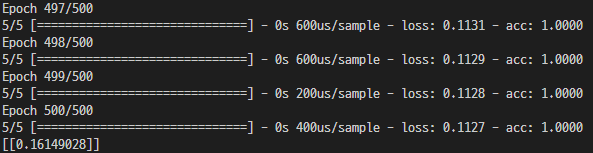 Epoch 497/500
5/5 [==============================] - 0s 600us/sample - loss: 0.1131 - acc: 1.0000
Epoch 498/500
5/5 [==============================] - 0s 600us/sample - loss: 0.1129 - acc: 1.0000
Epoch 499/500
5/5 [==============================] - 0s 200us/sample - loss: 0.1128 - acc: 1.0000
Epoch 500/500
5/5 [==============================] - 0s 400us/sample - loss: 0.1127 - acc: 1.0000
[[0.16149028]]